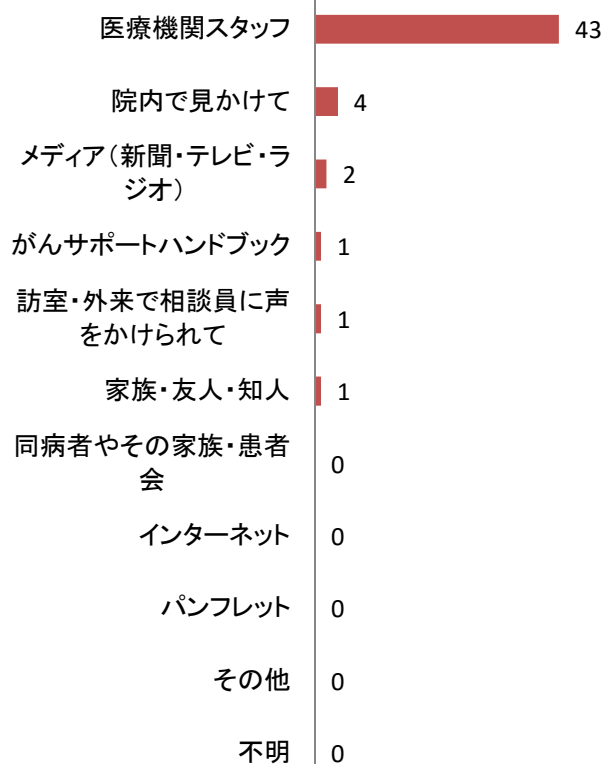 医療機関スタッフ 43
院内で見かけて 4
メディア（新聞・テレビ・ラ
ジオ） 2
がんサポートハンドブック 1
訪室・外来で相談員に声
をかけられて 1
家族・友人・知人 1
同病者やその家族・患者
会 0
インターネット 0
パンフレット 0
その他 0
不明 0